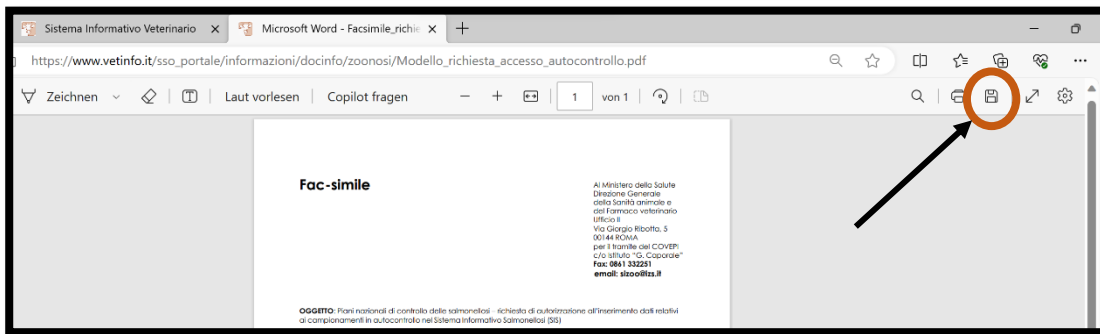 Sistema Informativo Veterinario
Microsoft Word - Facsimile_richie
https://www.vetinfo.it/sso_portale/informazioni/docinfo/zoonosi/Modello_richiesta_accesso_autocontrollo.pdf
Zeichnen
Laut vorlesen
Copilot fragen
1 von 1
Fac-simile
Al Ministero della Salute
Direzione Generale
della Sanità animale e
del Farmaco veterinario
Ufficio II
Via Giorgio Ribotta, 5
00144 ROMA
per il tramite del COVEPI
c/o Istituto "G. Caporale"
Fax: 0861 332251
email: sizoo@izs.it
OGGETTO: Piani nazionali di controllo delle salmonellosi - richiesta di autorizzazione all'inserimento dati relativi
ai campionamenti in autocontrollo nel Sistema Informativo Salmonellosi (SIS)